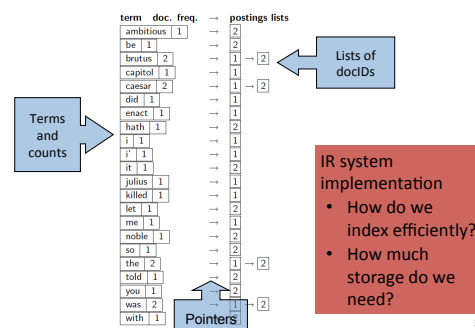 term doc. freq. → postings lists
ambitious 1 → 2
be 1 → 2
brutus 2 → 1 → 2
capitol 1 → 1
caesar 2 → 1 → 2
did 1 → 1
enact 1 → 1
hath 1 → 2
i 1 → 1
i' 1 → 1
it 1 → 2
julius 1 → 1
killed 1 → 1
let 1 → 2
me 1 → 1
noble 1 → 2
so 1 → 2
the 2 → 1 → 2
told 1 → 2
you 1 → 2
was 2 → 1 → 2
with 1
Lists of
docIDs
Terms
and
counts
Pointers
IR system
implementation
• How do we
index efficiently?
• How much
storage do we
need?